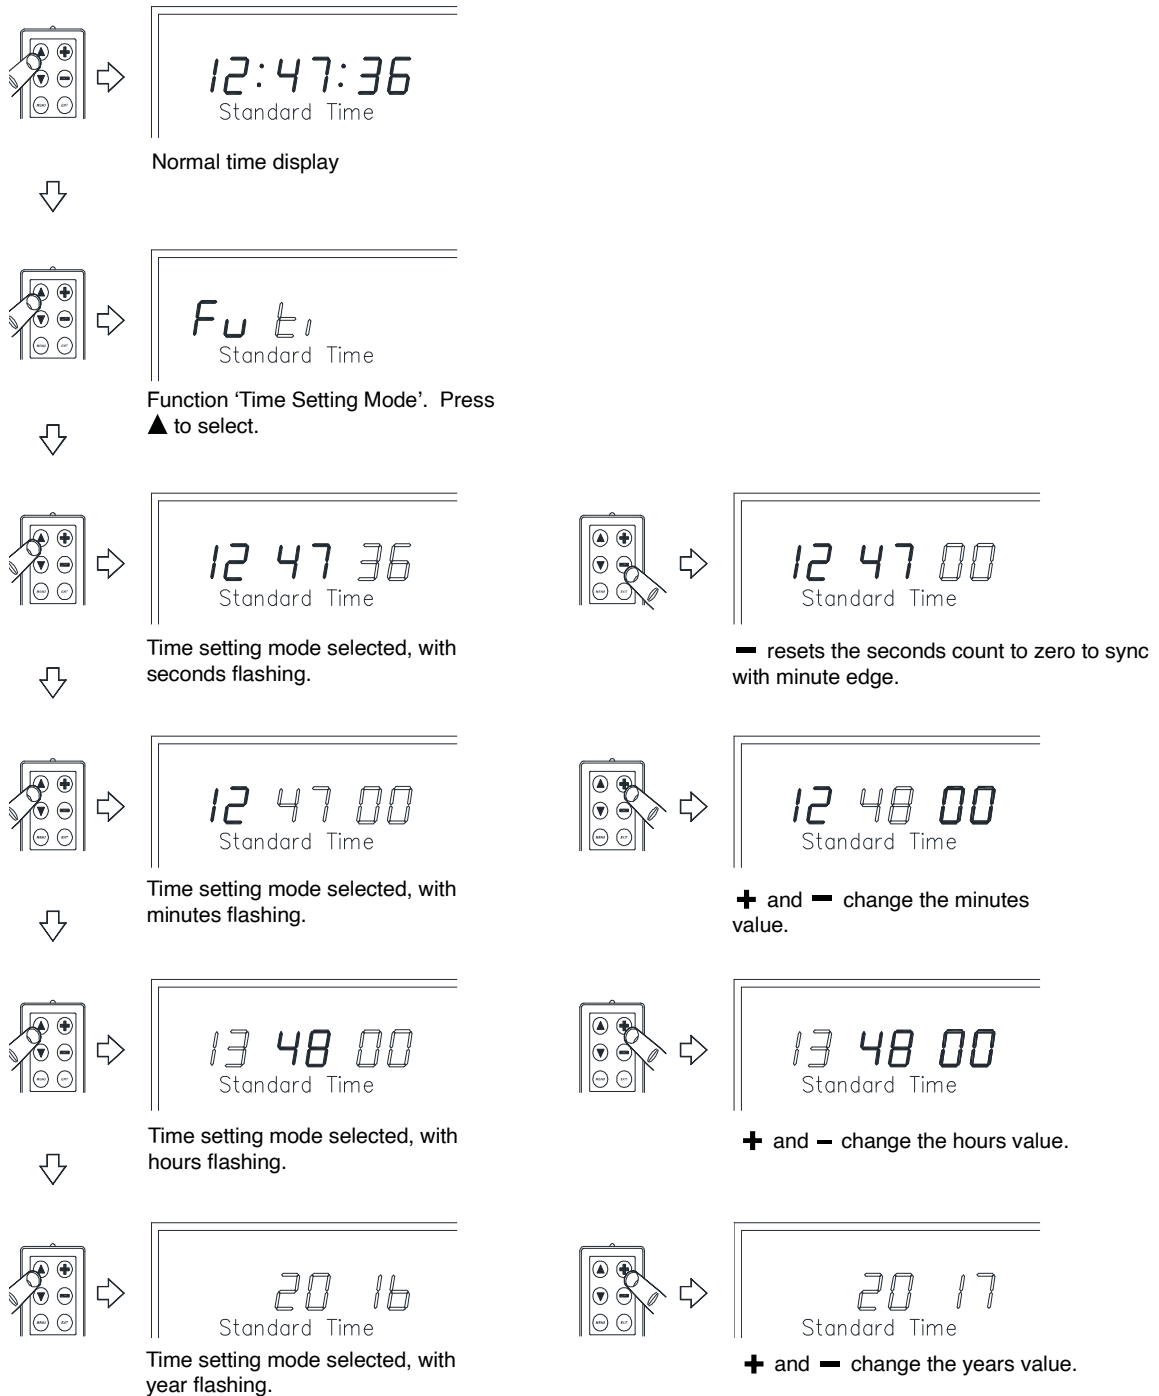 12:47:36
Standard Time
Normal time display
Fu ti
Standard Time
Function ‘Time Setting Mode’. Press
▲ to select.
12 47 36
Standard Time
Time setting mode selected, with
seconds flashing.
12 47 00
Standard Time
− resets the seconds count to zero to sync
with minute edge.
12 47 00
Standard Time
Time setting mode selected, with
minutes flashing.
12 48 00
Standard Time
+ and − change the minutes
value.
13 48 00
Standard Time
Time setting mode selected, with
hours flashing.
13 48 00
Standard Time
+ and − change the hours value.
20 16
Standard Time
Time setting mode selected, with
year flashing.
20 17
Standard Time
+ and − change the years value.